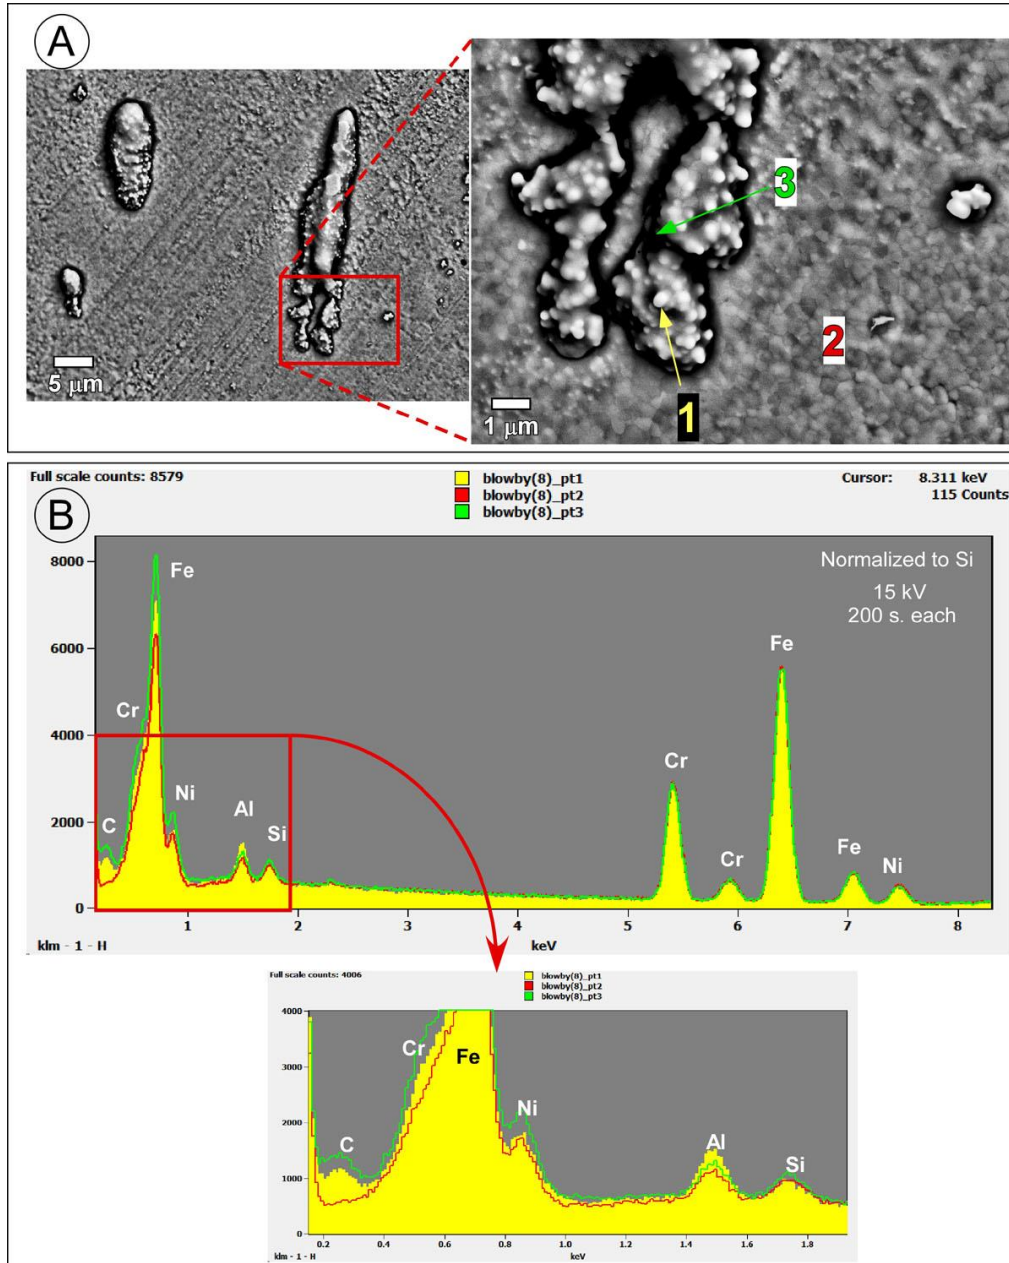 A
5 μm
3
2
1
1 μm
B
Full scale counts: 8579
blowby(8)_pt1
blowby(8)_pt2
blowby(8)_pt3
Cursor: 8.311 keV
115 Counts
Normalized to Si
15 kV
200 s. each
8000
6000
4000
2000
0
Fe
Cr
C
Ni
Al
Si
Cr
Cr
Fe
Fe
Ni
1 2 3 4 5 6 7 8
klm - 1 - H
keV
Full scale counts: 4006
blowby(8)_pt1
blowby(8)_pt2
blowby(8)_pt3
4000
3000
2000
1000
0
C
Cr
Fe
Ni
Al
Si
0.2 0.4 0.6 0.8 1.0 1.2 1.4 1.6 1.8
klm - 1 - H
keV